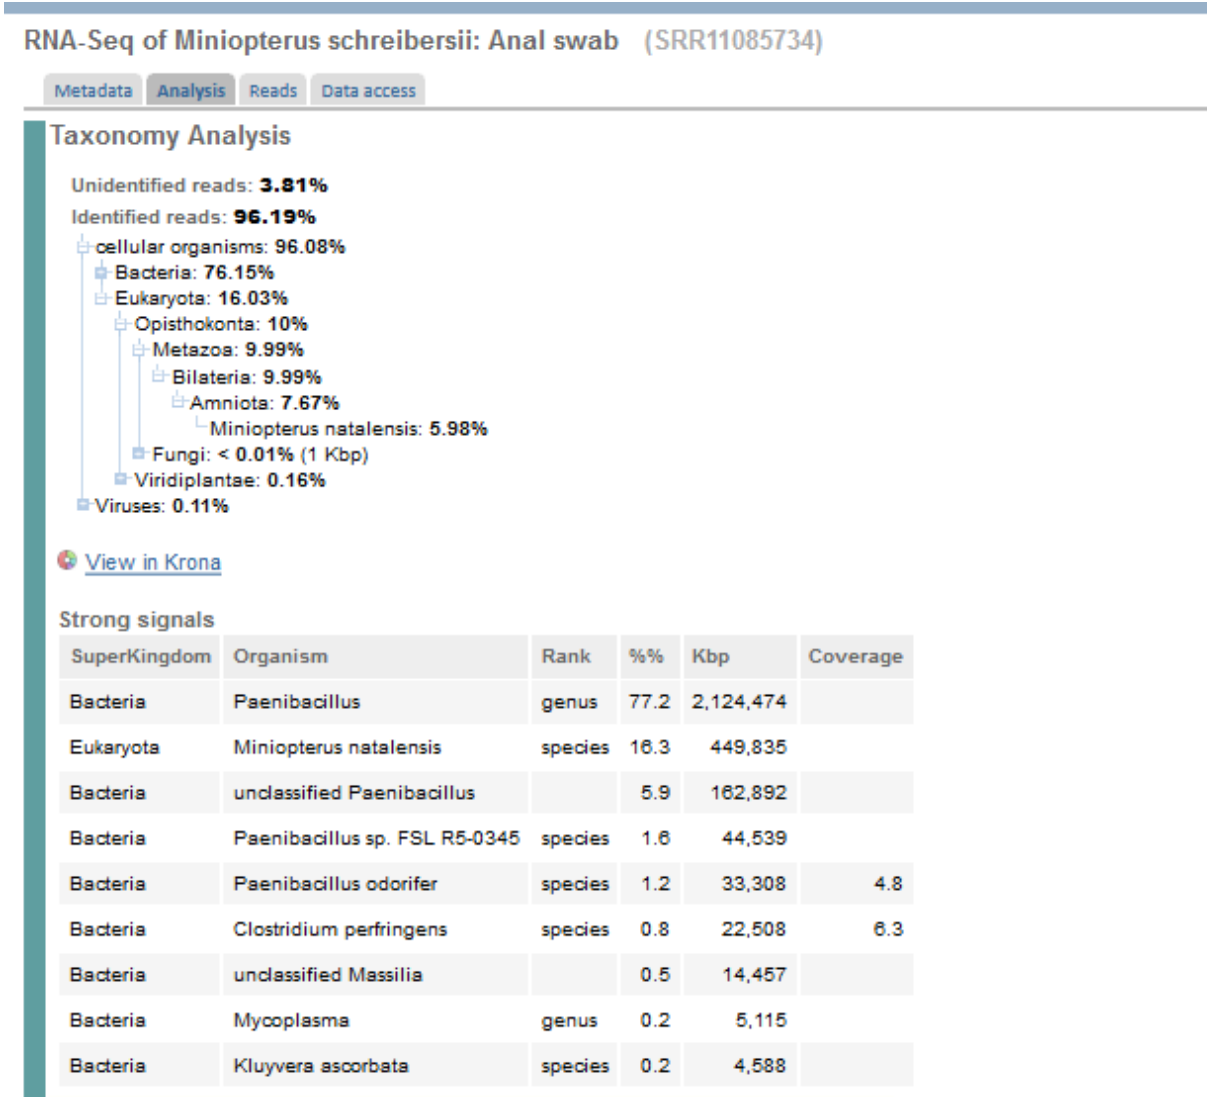 RNA-Seq of Miniopterus schreibersii: Anal swab (SRR11085734)
Metadata Analysis Reads Data access
Taxonomy Analysis
Unidentified reads: 3.81%
Identified reads: 96.19%
cellular organisms: 96.08%
Bacteria: 76.15%
Eukaryota: 16.03%
Opisthokonta: 10%
Metazoa: 9.99%
Bilateria: 9.99%
Amniota: 7.67%
Miniopterus natalensis: 5.98%
Fungi: < 0.01% (1 Kbp)
Viridiplantae: 0.16%
Viruses: 0.11%
View in Krona
Strong signals
SuperKingdom Organism Rank %% Kbp Coverage
Bacteria Paenibacillus genus 77.2 2,124,474
Eukaryota Miniopterus natalensis species 16.3 449,835
Bacteria unclassified Paenibacillus 5.9 162,892
Bacteria Paenibacillus sp. FSL R5-0345 species 1.6 44,539
Bacteria Paenibacillus odorifer species 1.2 33,308 4.8
Bacteria Clostridium perfringens species 0.8 22,508 6.3
Bacteria unclassified Massilia 0.5 14,457
Bacteria Mycoplasma genus 0.2 5,115
Bacteria Kluyvera ascorbata species 0.2 4,588